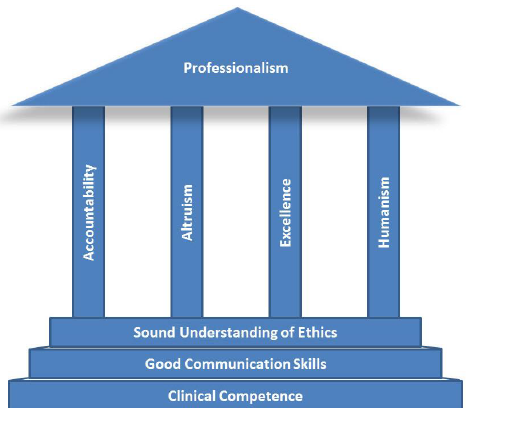 Professionalism
Accountability
Altruism
Excellence
Humanism
Sound Understanding of Ethics
Good Communication Skills
Clinical Competence